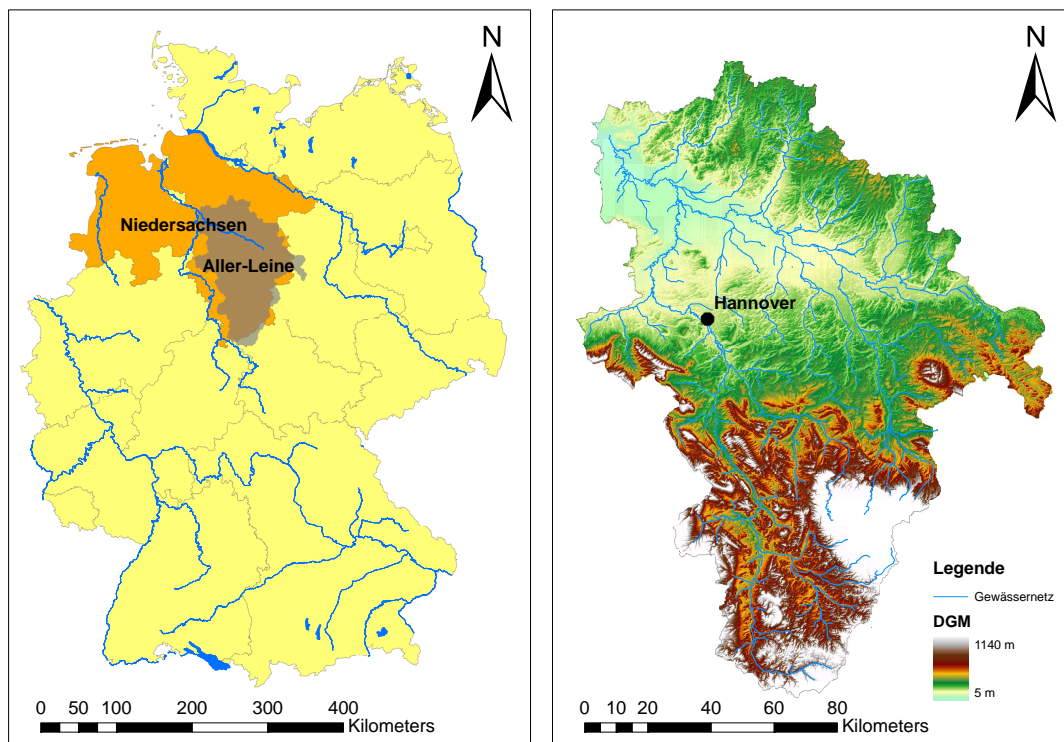 N
Niedersachsen
Aller-Leine
0 50 100 200 300 400
Kilometers
N
Hannover
Legende
Gewässernetz
DGM
1140 m
5 m
0 10 20 40 60 80
Kilometers